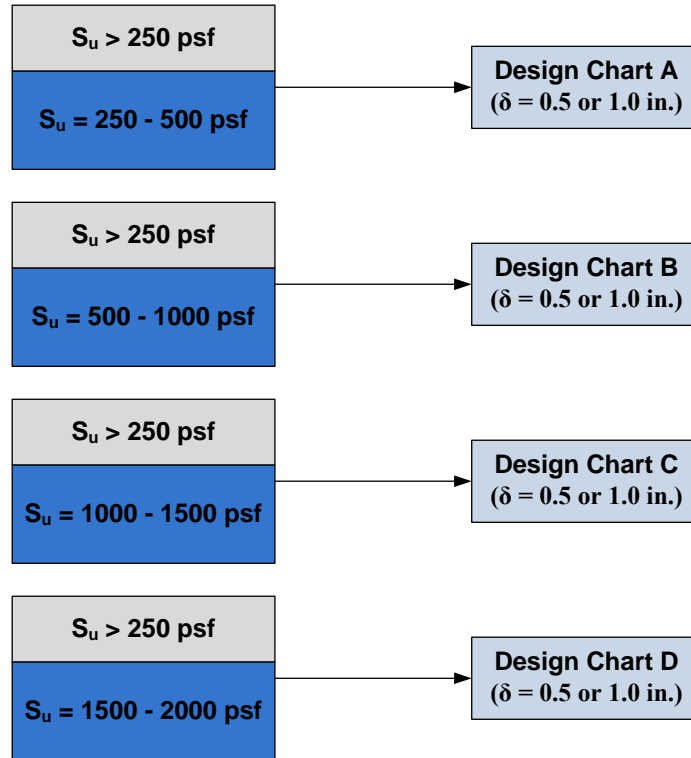 Sᵤ > 250 psf
Sᵤ = 250 - 500 psf
Design Chart A
(δ = 0.5 or 1.0 in.)
Sᵤ > 250 psf
Sᵤ = 500 - 1000 psf
Design Chart B
(δ = 0.5 or 1.0 in.)
Sᵤ > 250 psf
Sᵤ = 1000 - 1500 psf
Design Chart C
(δ = 0.5 or 1.0 in.)
Sᵤ > 250 psf
Sᵤ = 1500 - 2000 psf
Design Chart D
(δ = 0.5 or 1.0 in.)